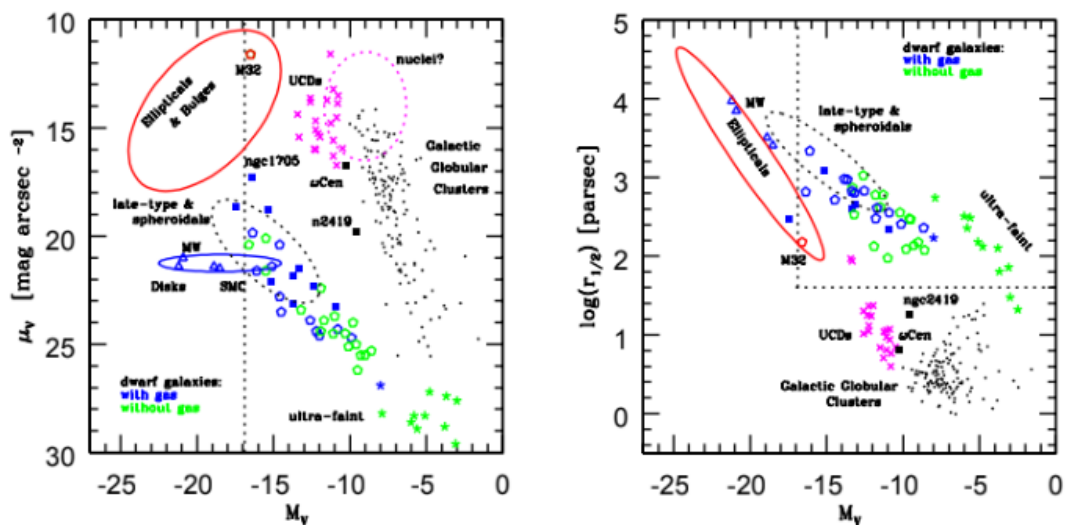 10
15
20
25
30
μv [mag arcsec −2]
-25 -20 -15 -10 -5 0
Mv
Ellipticals
& Bulges
M32
UCDs
nuclei?
ngc1705
ωCen
Galactic
Globular
Clusters
late-type &
spheroidals
n2419
MW
Disks
SMC
dwarf galaxies:
with gas
without gas
ultra-faint
5
4
3
2
1
0
log(r1/2) [parsec]
-25 -20 -15 -10 -5 0
Mv
dwarf galaxies:
with gas
without gas
MW
late-type &
spheroidals
Ellipticals
ultra-faint
M32
ngc2419
UCDs
ωCen
Galactic Globular
Clusters